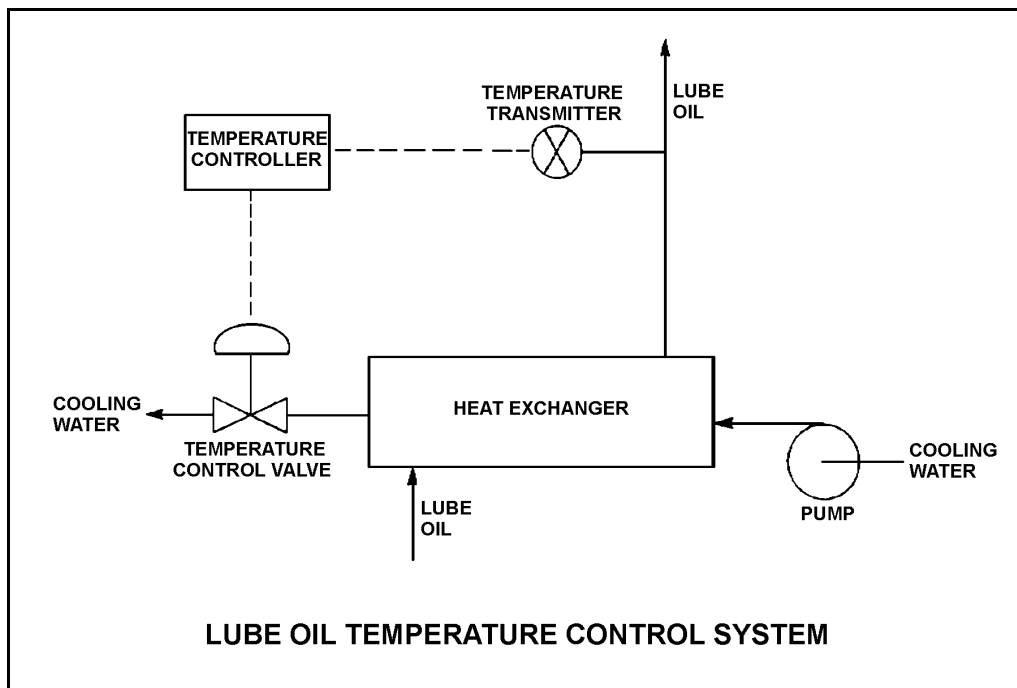 TEMPERATURE
TRANSMITTER
LUBE
OIL
TEMPERATURE
CONTROLLER
COOLING
WATER
TEMPERATURE
CONTROL VALVE
HEAT EXCHANGER
COOLING
WATER
PUMP
LUBE
OIL
LUBE OIL TEMPERATURE CONTROL SYSTEM